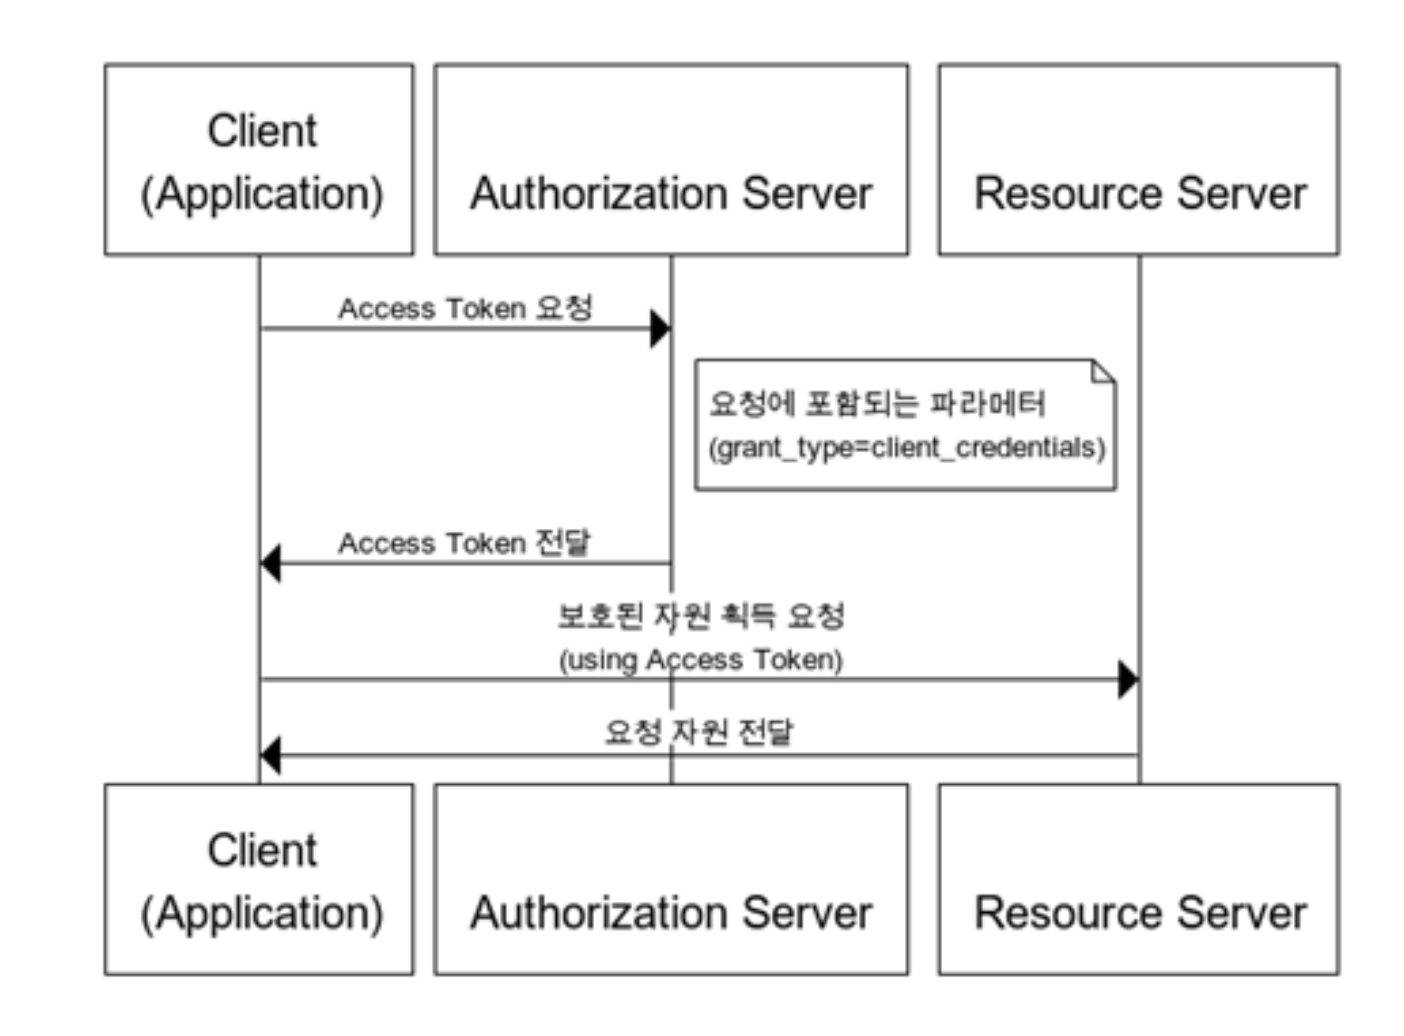 Client
(Application)
Authorization Server
Resource Server
Access Token 요청
요청에 포함되는 파라메터
(grant_type=client_credentials)
Access Token 전달
보호된 자원 획득 요청
(using Access Token)
요청 자원 전달
Client
(Application)
Authorization Server
Resource Server